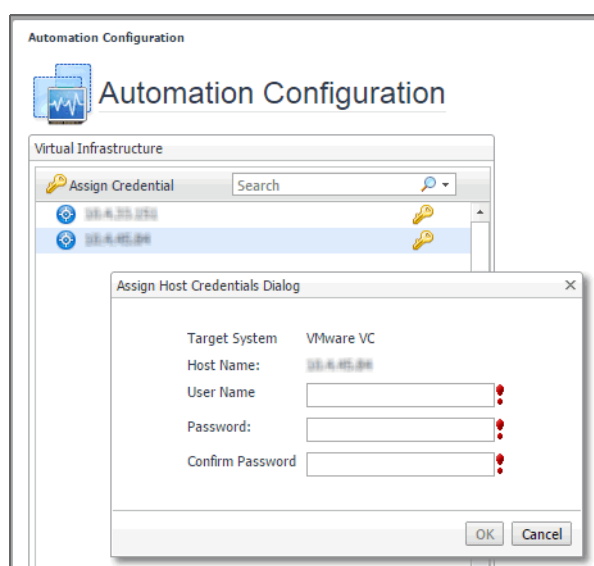 Automation Configuration
Automation Configuration
Virtual Infrastructure
Assign Credential Search
Assign Host Credentials Dialog
Target System VMware VC
Host Name:
User Name
Password:
Confirm Password
OK Cancel